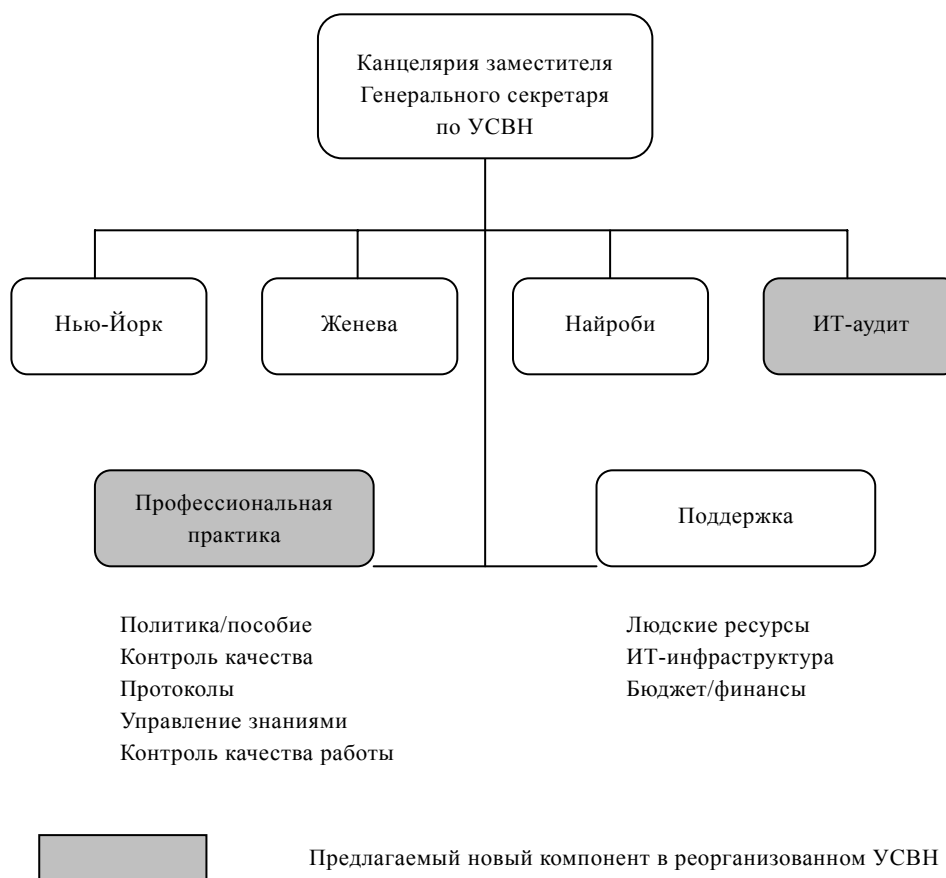 Канцелярия заместителя
Генерального секретаря
по УСВН
Нью-Йорк
Женева
Найроби
ИТ-аудит
Профессиональная
практика
Поддержка
Политика/пособие
Контроль качества
Протоколы
Управление знаниями
Контроль качества работы
Людские ресурсы
ИТ-инфраструктура
Бюджет/финансы
Предлагаемый новый компонент в реорганизованном УСВН